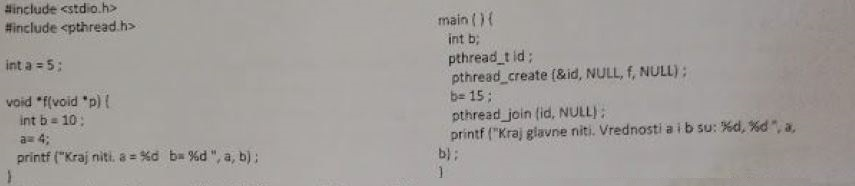 #include <stdio.h>
#include <pthread.h>
int a = 5 ;
void *f(void *p) {
int b = 10 ;
a= 4;
printf ("Kraj niti. a = %d b= %d ", a, b) ;
}
main ( ) {
int b;
pthread_t id ;
pthread_create (&id, NULL, f, NULL) ;
b= 15 ;
pthread_join (id, NULL) ;
printf ("Kraj glavne niti. Vrednosti a i b su: %d, %d ", a,
b) ;
}